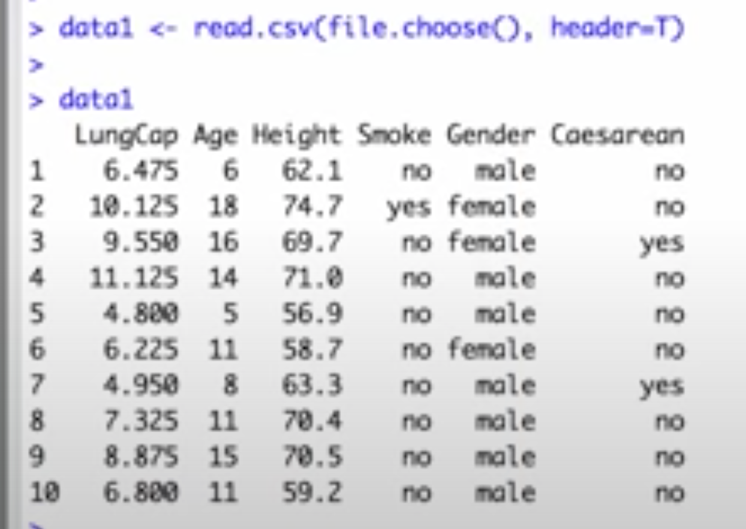 > data1 <- read.csv(file.choose(), header=T)
>
> data1
LungCap Age Height Smoke Gender Caesarean
1 6.475 6 62.1 no male no
2 10.125 18 74.7 yes female no
3 9.550 16 69.7 no female yes
4 11.125 14 71.0 no male no
5 4.800 5 56.9 no male no
6 6.225 11 58.7 no female no
7 4.950 8 63.3 no male yes
8 7.325 11 70.4 no male no
9 8.875 15 70.5 no male no
10 6.800 11 59.2 no male no
>